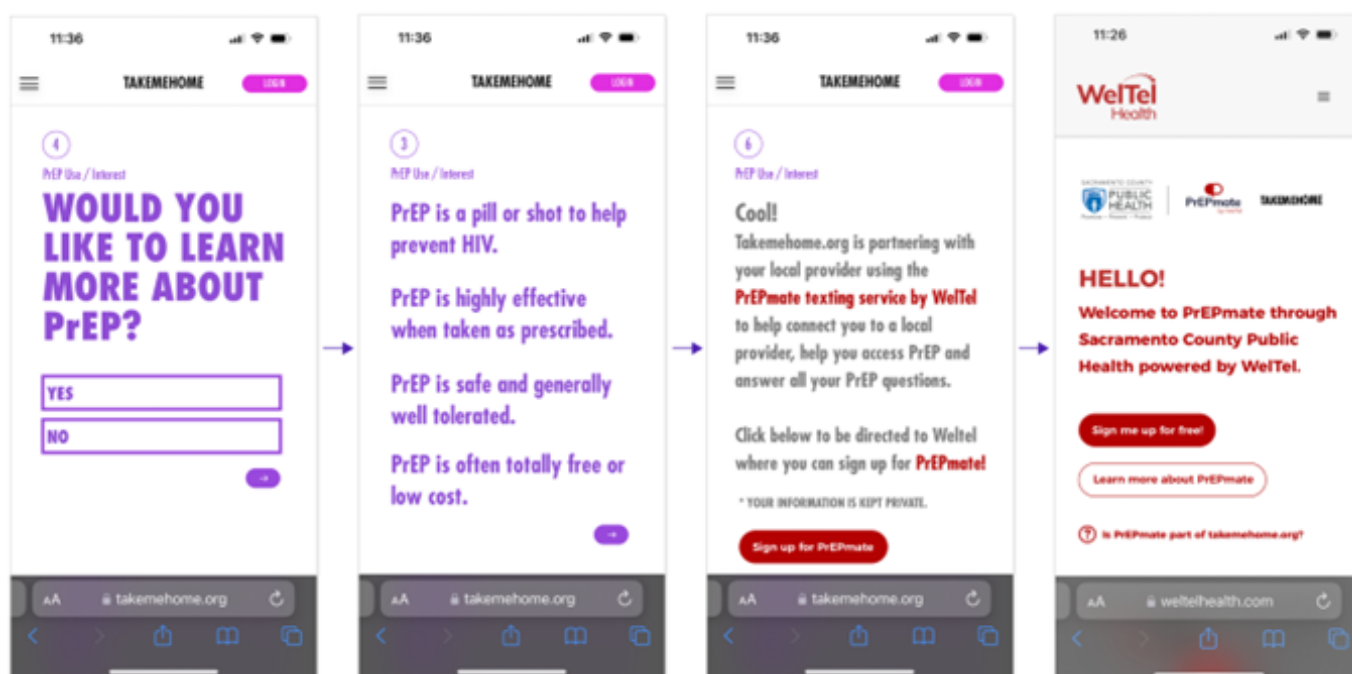 11:36
TAKEMEHOME
LOGIN
4
PrEP Use / Interest
WOULD YOU
LIKE TO LEARN
MORE ABOUT
PrEP?
YES
NO
AA
takemehome.org
11:36
TAKEMEHOME
LOGIN
3
PrEP Use / Interest
PrEP is a pill or shot to help
prevent HIV.
PrEP is highly effective
when taken as prescribed.
PrEP is safe and generally
well tolerated.
PrEP is often totally free or
low cost.
AA
takemehome.org
11:36
TAKEMEHOME
LOGIN
6
PrEP Use / Interest
Cool!
Takemehome.org is partnering with
your local provider using the
PrEPmate texting service by WelTel
to help connect you to a local
provider, help you access PrEP and
answer all your PrEP questions.
Click below to be directed to Weltel
where you can sign up for PrEPmate!
* YOUR INFORMATION IS KEPT PRIVATE.
Sign up for PrEPmate
AA
takemehome.org
11:26
WelTel
Health
SACRAMENTO COUNTY
PUBLIC
HEALTH
PrEPmate
by WelTel
TAKEMEHOME
HELLO!
Welcome to PrEPmate through
Sacramento County Public
Health powered by WelTel.
Sign me up for free!
Learn more about PrEPmate
? Is PrEPmate part of takemehome.org?
AA
weltelhealth.com